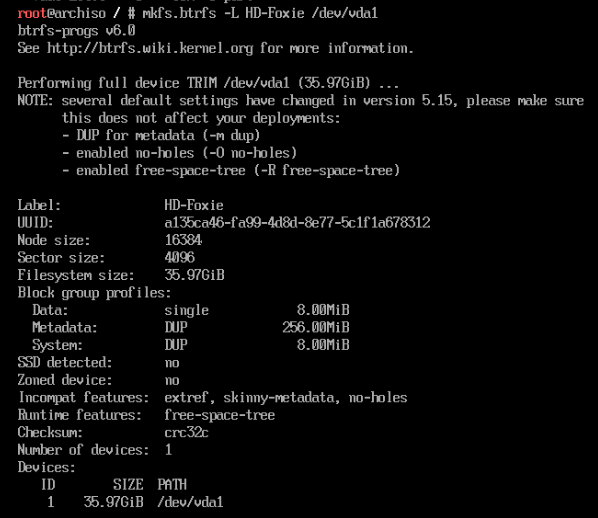 root@archiso / # mkfs.btrfs -L HD-Foxie /dev/vda1
btrfs-progs v6.0
See http://btrfs.wiki.kernel.org for more information.
Performing full device TRIM /dev/vda1 (35.97GiB) ...
NOTE: several default settings have changed in version 5.15, please make sure
this does not affect your deployments:
- DUP for metadata (-m dup)
- enabled no-holes (-O no-holes)
- enabled free-space-tree (-R free-space-tree)
Label: HD-Foxie
UUID: a135ca46-fa99-4d8d-8e77-5c1f1a678312
Node size: 16384
Sector size: 4096
Filesystem size: 35.97GiB
Block group profiles:
Data: single 8.00MiB
Metadata: DUP 256.00MiB
System: DUP 8.00MiB
SSD detected: no
Zoned device: no
Incompat features: extref, skinny-metadata, no-holes
Runtime features: free-space-tree
Checksum: crc32c
Number of devices: 1
Devices:
ID SIZE PATH
1 35.97GiB /dev/vda1